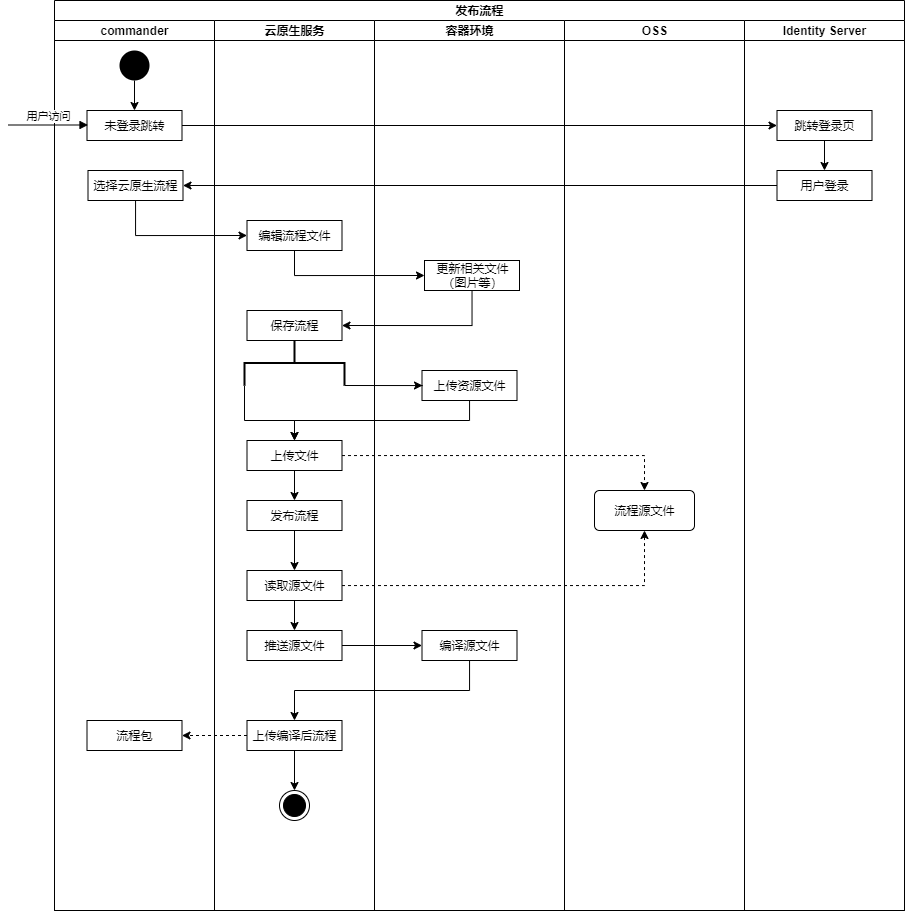 发布流程
commander
云原生服务
容器环境
OSS
Identity Server
用户访问
未登录跳转
跳转登录页
选择云原生流程
用户登录
编辑流程文件
更新相关文件
（图片等）
保存流程
上传资源文件
上传文件
流程源文件
发布流程
读取源文件
推送源文件
编译源文件
流程包
上传编译后流程